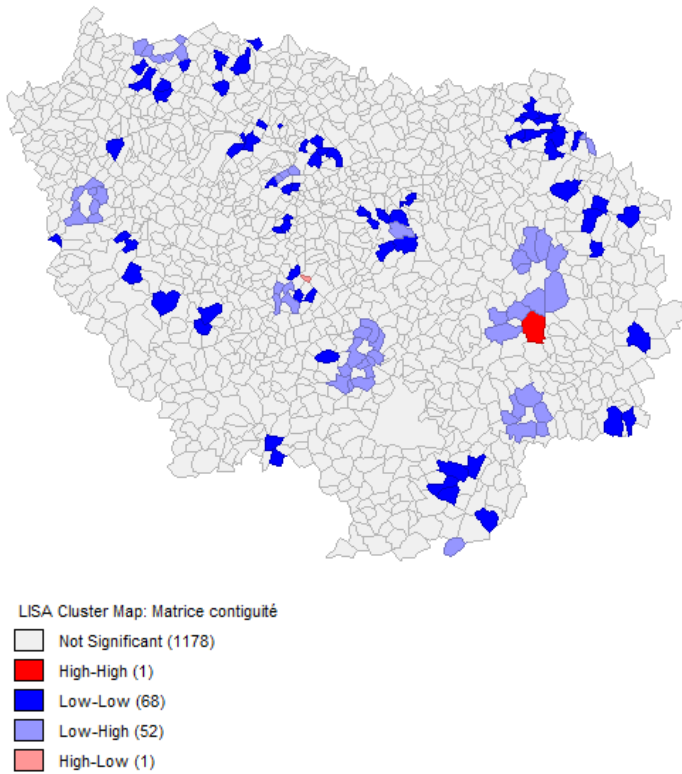 LISA Cluster Map: Matrice contiguité
Not Significant (1178)
High-High (1)
Low-Low (68)
Low-High (52)
High-Low (1)